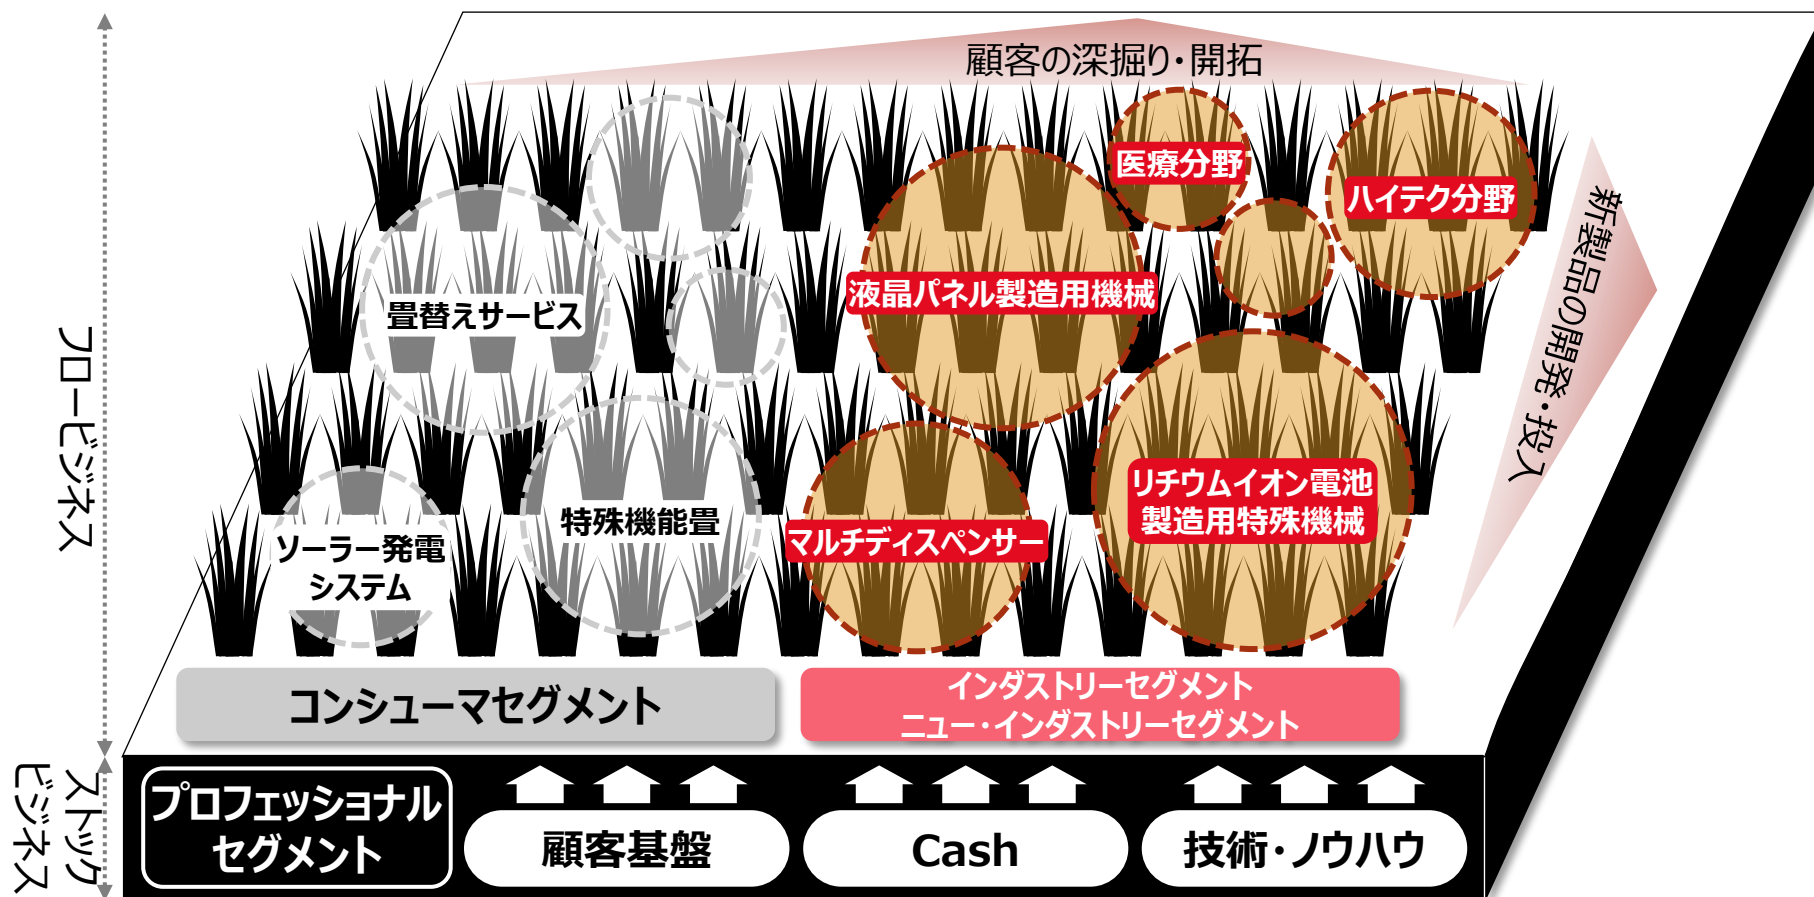 顧客の深掘り・開拓
医療分野
ハイテク分野
新製品の開発・投入
液晶パネル製造用機械
畳替えサービス
リチウムイオン電池
製造用特殊機械
特殊機能畳
マルチディスペンサー
ソーラー発電
システム
フロービジネス
コンシューマセグメント
インダストリーセグメント
ニュー・インダストリーセグメント
ストック
ビジネス
プロフェッショナル
セグメント
顧客基盤
Cash
技術・ノウハウ